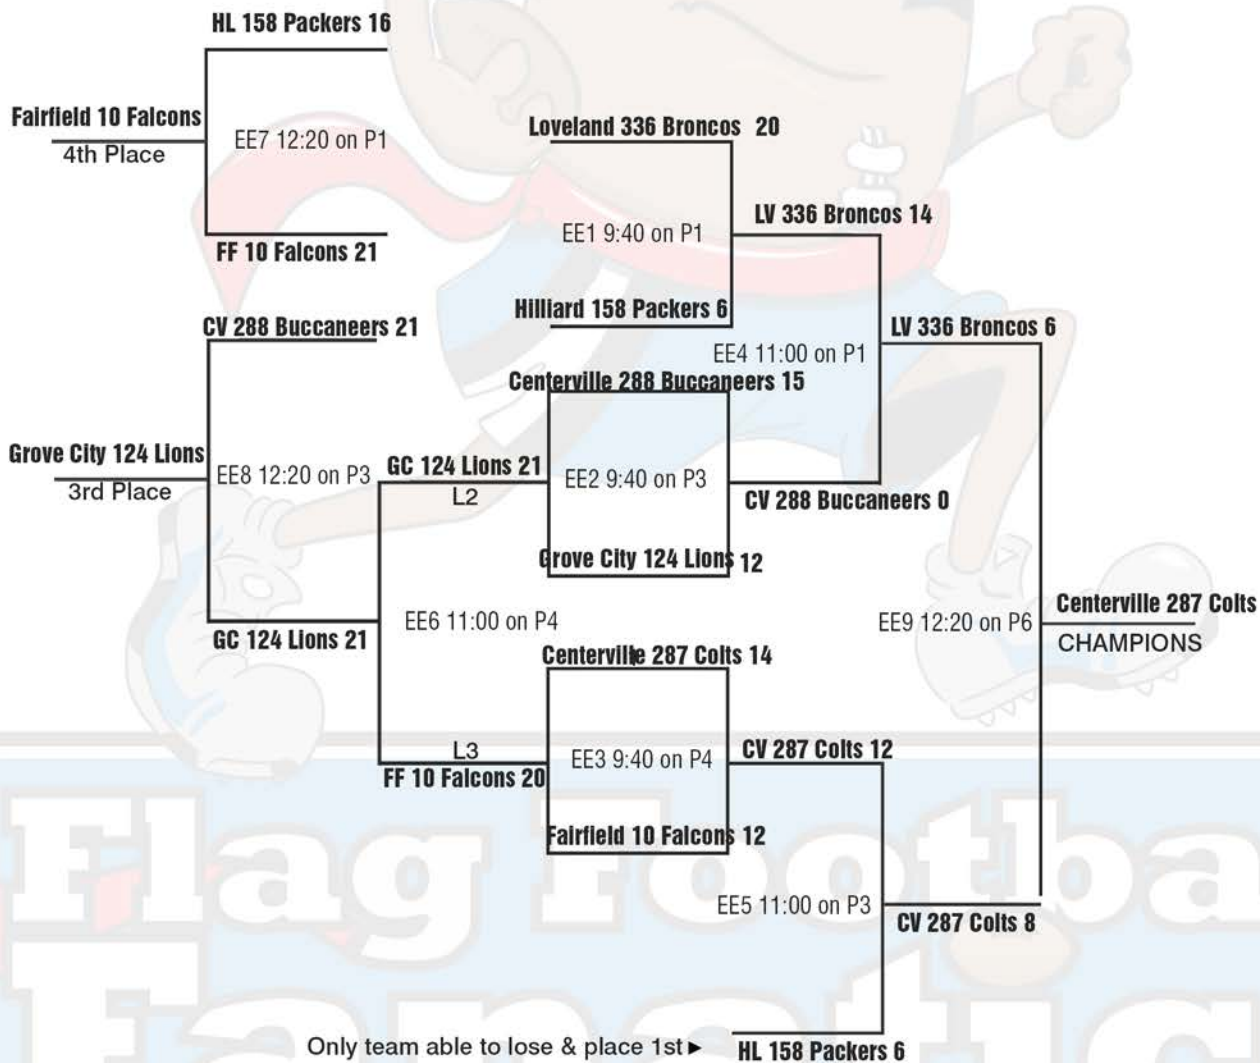 HL 158 Packers 16
Fairfield 10 Falcons
4th Place
EE7 12:20 on P1
FF 10 Falcons 21
CV 288 Buccaneers 21
Grove City 124 Lions
3rd Place
EE8 12:20 on P3
GC 124 Lions 21
GC 124 Lions 21
L2
EE6 11:00 on P4
L3
FF 10 Falcons 20
Loveland 336 Broncos 20
EE1 9:40 on P1
Hilliard 158 Packers 6
Centerville 288 Buccaneers 15
EE2 9:40 on P3
Grove City 124 Lions 12
Centerville 287 Colts 14
EE3 9:40 on P4
Fairfield 10 Falcons 12
LV 336 Broncos 14
EE4 11:00 on P1
CV 288 Buccaneers 0
CV 287 Colts 12
EE5 11:00 on P3
Only team able to lose & place 1st►
HL 158 Packers 6
LV 336 Broncos 6
EE9 12:20 on P6
CV 287 Colts 8
Centerville 287 Colts
CHAMPIONS
Flag Footba
Fanatic